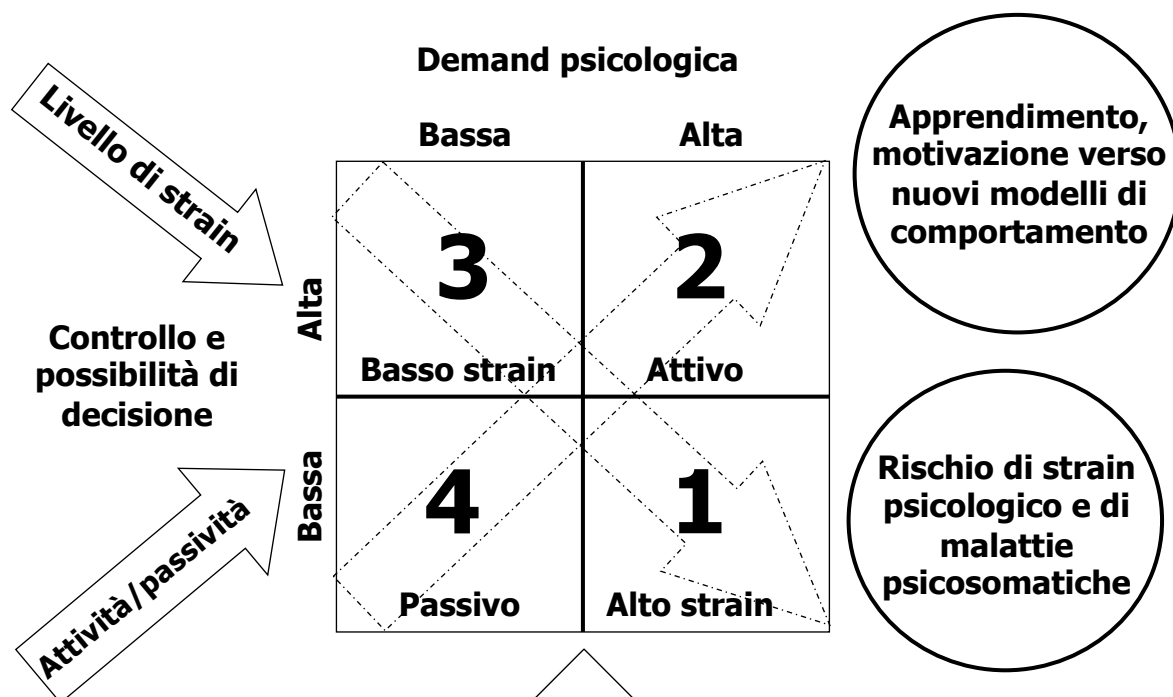 Demand psicologica
Bassa
Alta
Livello di strain
Apprendimento,
motivazione verso
nuovi modelli di
comportamento
Alta
3
2
Basso strain
Attivo
Controllo e
possibilità di
decisione
Bassa
4
1
Passivo
Alto strain
Rischio di strain
psicologico e di
malattie
psicosomatiche
Attività/passività